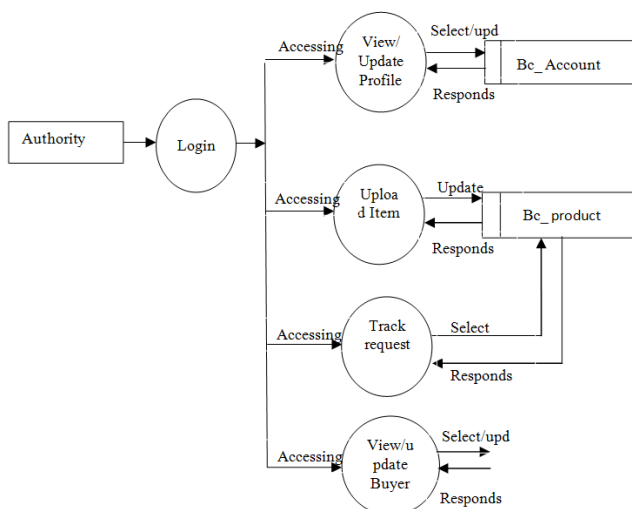 Select/upd
Accessing
View/
Update
Profile
Bc_ Account
Responds
Authority
Login
Accessing
Uploa
d Item
Update
Bc_ product
Responds
Accessing
Track
request
Select
Responds
Accessing
View/u
pdate
Buyer
Select/upd
Responds